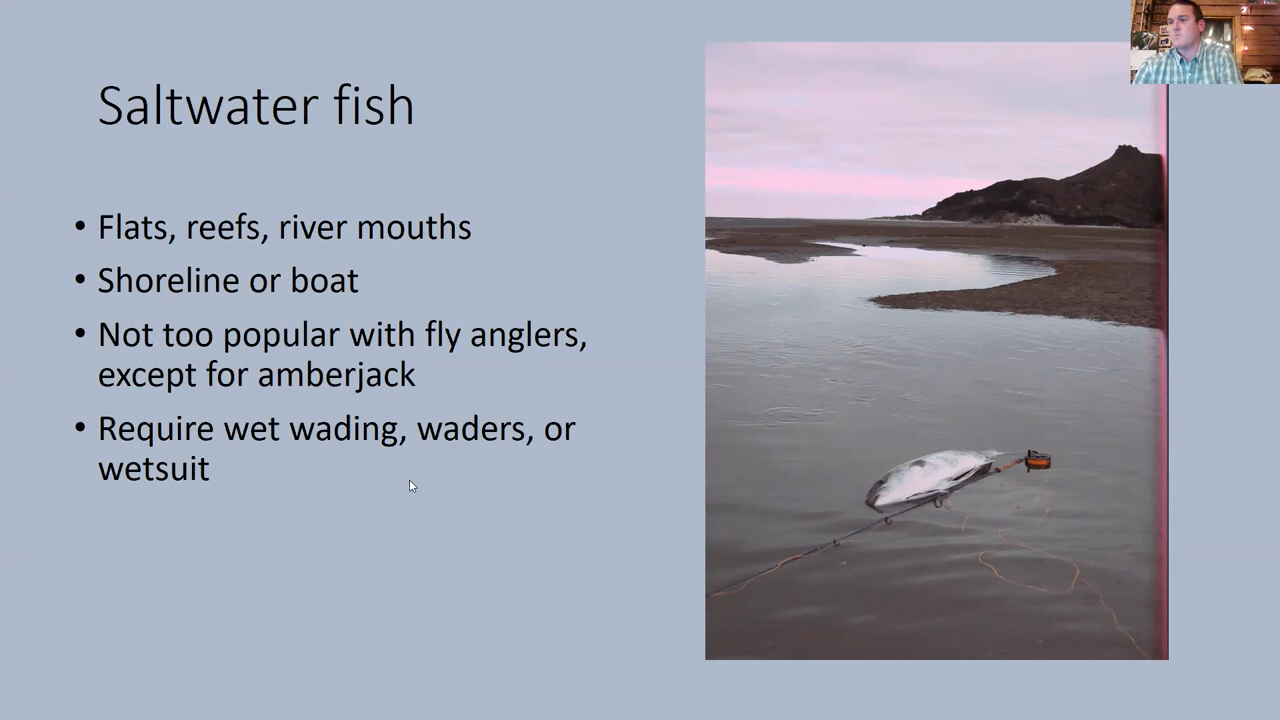 Saltwater fish
• Flats, reefs, river mouths
• Shoreline or boat
• Not too popular with fly anglers,
except for amberjack
• Require wet wading, waders, or
wetsuit